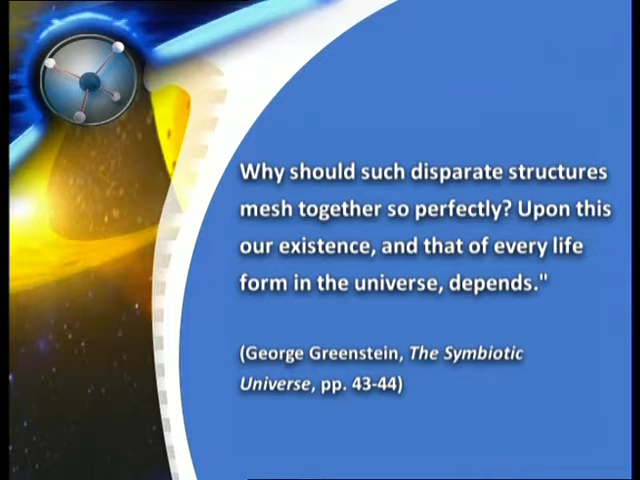 Why should such disparate structures
mesh together so perfectly? Upon this
our existence, and that of every life
form in the universe, depends."
(George Greenstein, The Symbiotic
Universe, pp. 43-44)